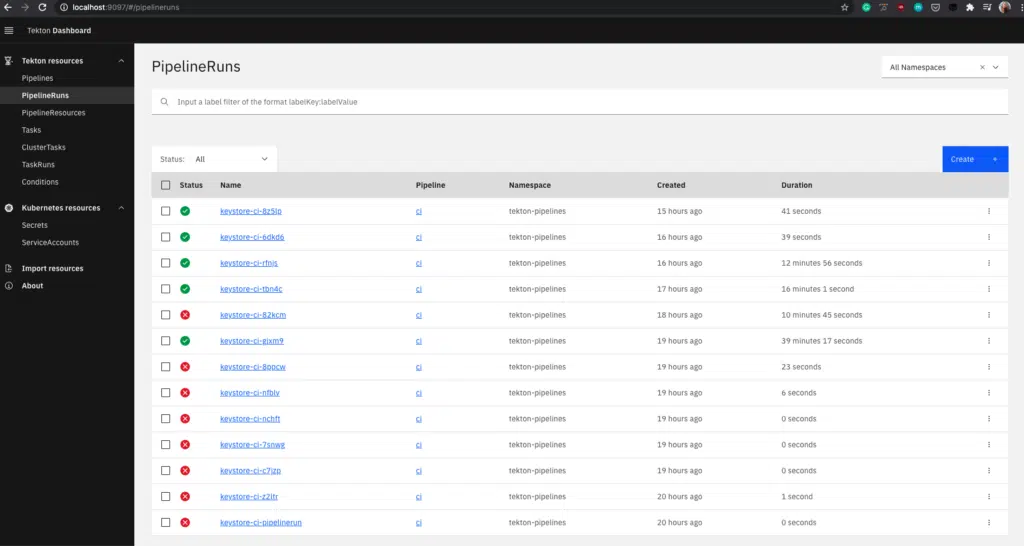 localhost:9097/#/pipelineruns
Tekton Dashboard
Tekton resources
Pipelines
PipelineRuns
PipelineResources
Tasks
ClusterTasks
TaskRuns
Conditions
Kubernetes resources
Secrets
ServiceAccounts
Import resources
About
PipelineRuns
All Namespaces
Input a label filter of the format labelKey:labelValue
Status: All
Create +
Status Name Pipeline Namespace Created Duration
keystore-ci-8z5lp ci tekton-pipelines 15 hours ago 41 seconds
keystore-ci-6dkd6 ci tekton-pipelines 16 hours ago 39 seconds
keystore-ci-rfnjs ci tekton-pipelines 16 hours ago 12 minutes 56 seconds
keystore-ci-tbn4c ci tekton-pipelines 17 hours ago 16 minutes 1 second
keystore-ci-82kcm ci tekton-pipelines 18 hours ago 10 minutes 45 seconds
keystore-ci-gjxm9 ci tekton-pipelines 19 hours ago 39 minutes 17 seconds
keystore-ci-8ppcw ci tekton-pipelines 19 hours ago 23 seconds
keystore-ci-nfblv ci tekton-pipelines 19 hours ago 6 seconds
keystore-ci-nchft ci tekton-pipelines 19 hours ago 0 seconds
keystore-ci-7snwg ci tekton-pipelines 19 hours ago 0 seconds
keystore-ci-c7jzp ci tekton-pipelines 19 hours ago 0 seconds
ci tekton-pipelines 20 hours ago 1 second
keystore-ci-pipelinerun ci tekton-pipelines 20 hours ago 0 seconds